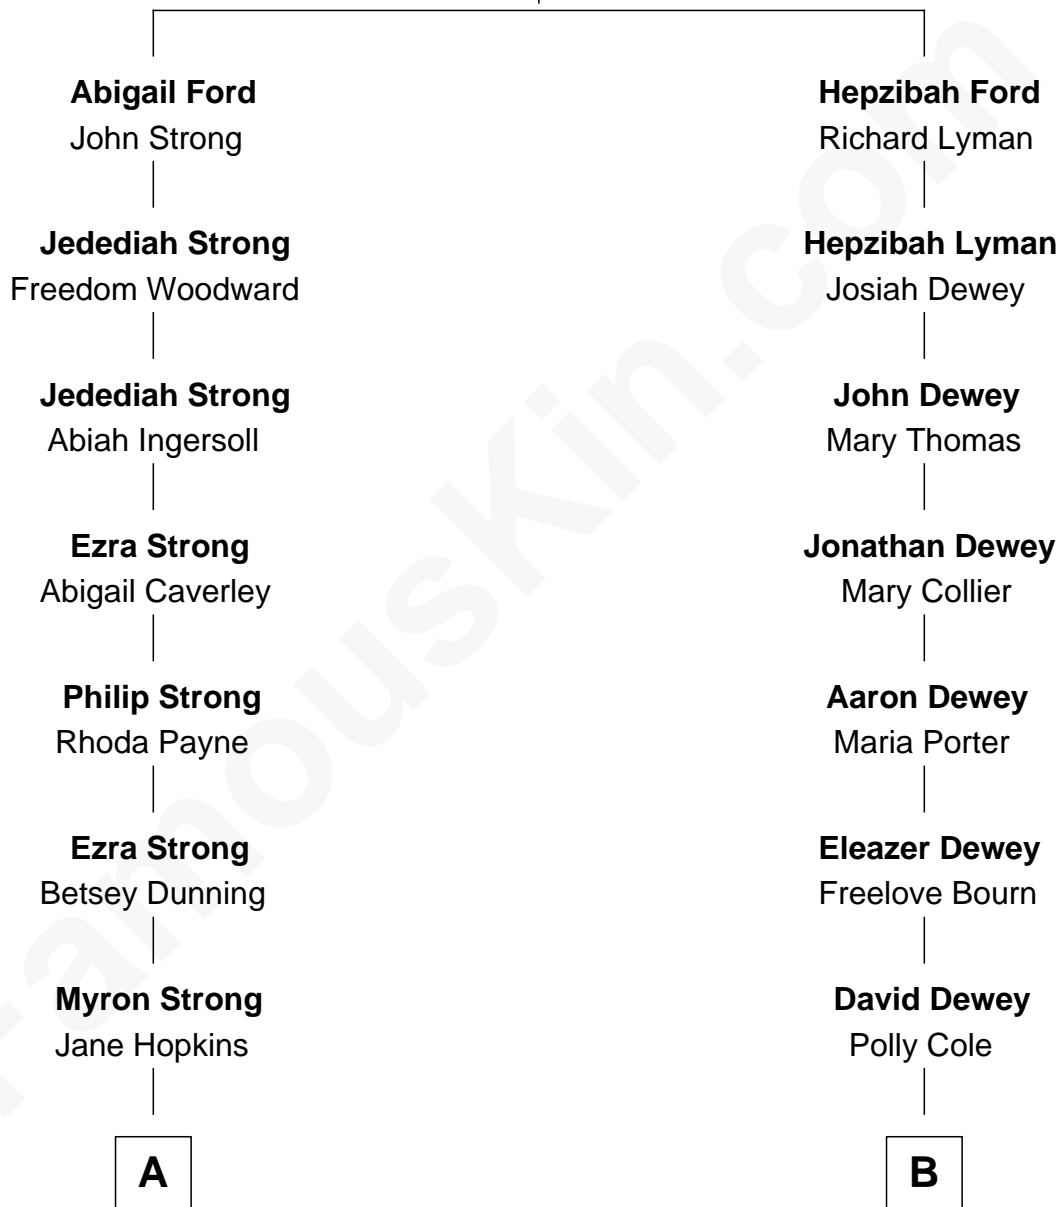 Abigail Ford
John Strong
Jedediah Strong
Freedom Woodward
Jedediah Strong
Abiah Ingersoll
Ezra Strong
Abigail Caverley
Philip Strong
Rhoda Payne
Ezra Strong
Betsey Dunning
Myron Strong
Jane Hopkins
A
Hepzibah Ford
Richard Lyman
Hepzibah Lyman
Josiah Dewey
John Dewey
Mary Thomas
Jonathan Dewey
Mary Collier
Aaron Dewey
Maria Porter
Eleazer Dewey
Freelove Bourn
David Dewey
Polly Cole
B
FamousKin.com